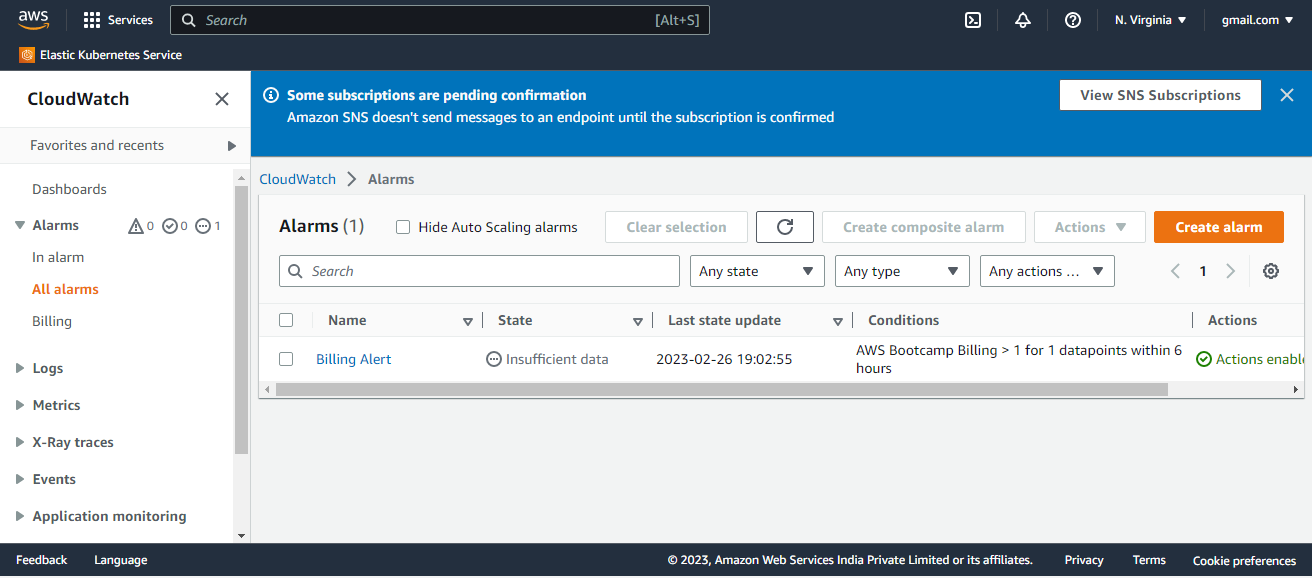 aws
Services
Search
[Alt+S]
N. Virginia
gmail.com
Elastic Kubernetes Service
CloudWatch
Favorites and recents
Dashboards
Alarms
0
0
1
In alarm
All alarms
Billing
Logs
Metrics
X-Ray traces
Events
Application monitoring
Some subscriptions are pending confirmation
Amazon SNS doesn't send messages to an endpoint until the subscription is confirmed
View SNS Subscriptions
CloudWatch
Alarms
Alarms (1)
Hide Auto Scaling alarms
Clear selection
Create composite alarm
Actions
Create alarm
Search
Any state
Any type
Any actions ...
1
Name
State
Last state update
Conditions
Actions
Billing Alert
Insufficient data
2023-02-26 19:02:55
AWS Bootcamp Billing > 1 for 1 datapoints within 6
hours
Actions enabl
Feedback
Language
© 2023, Amazon Web Services India Private Limited or its affiliates.
Privacy
Terms
Cookie preferences